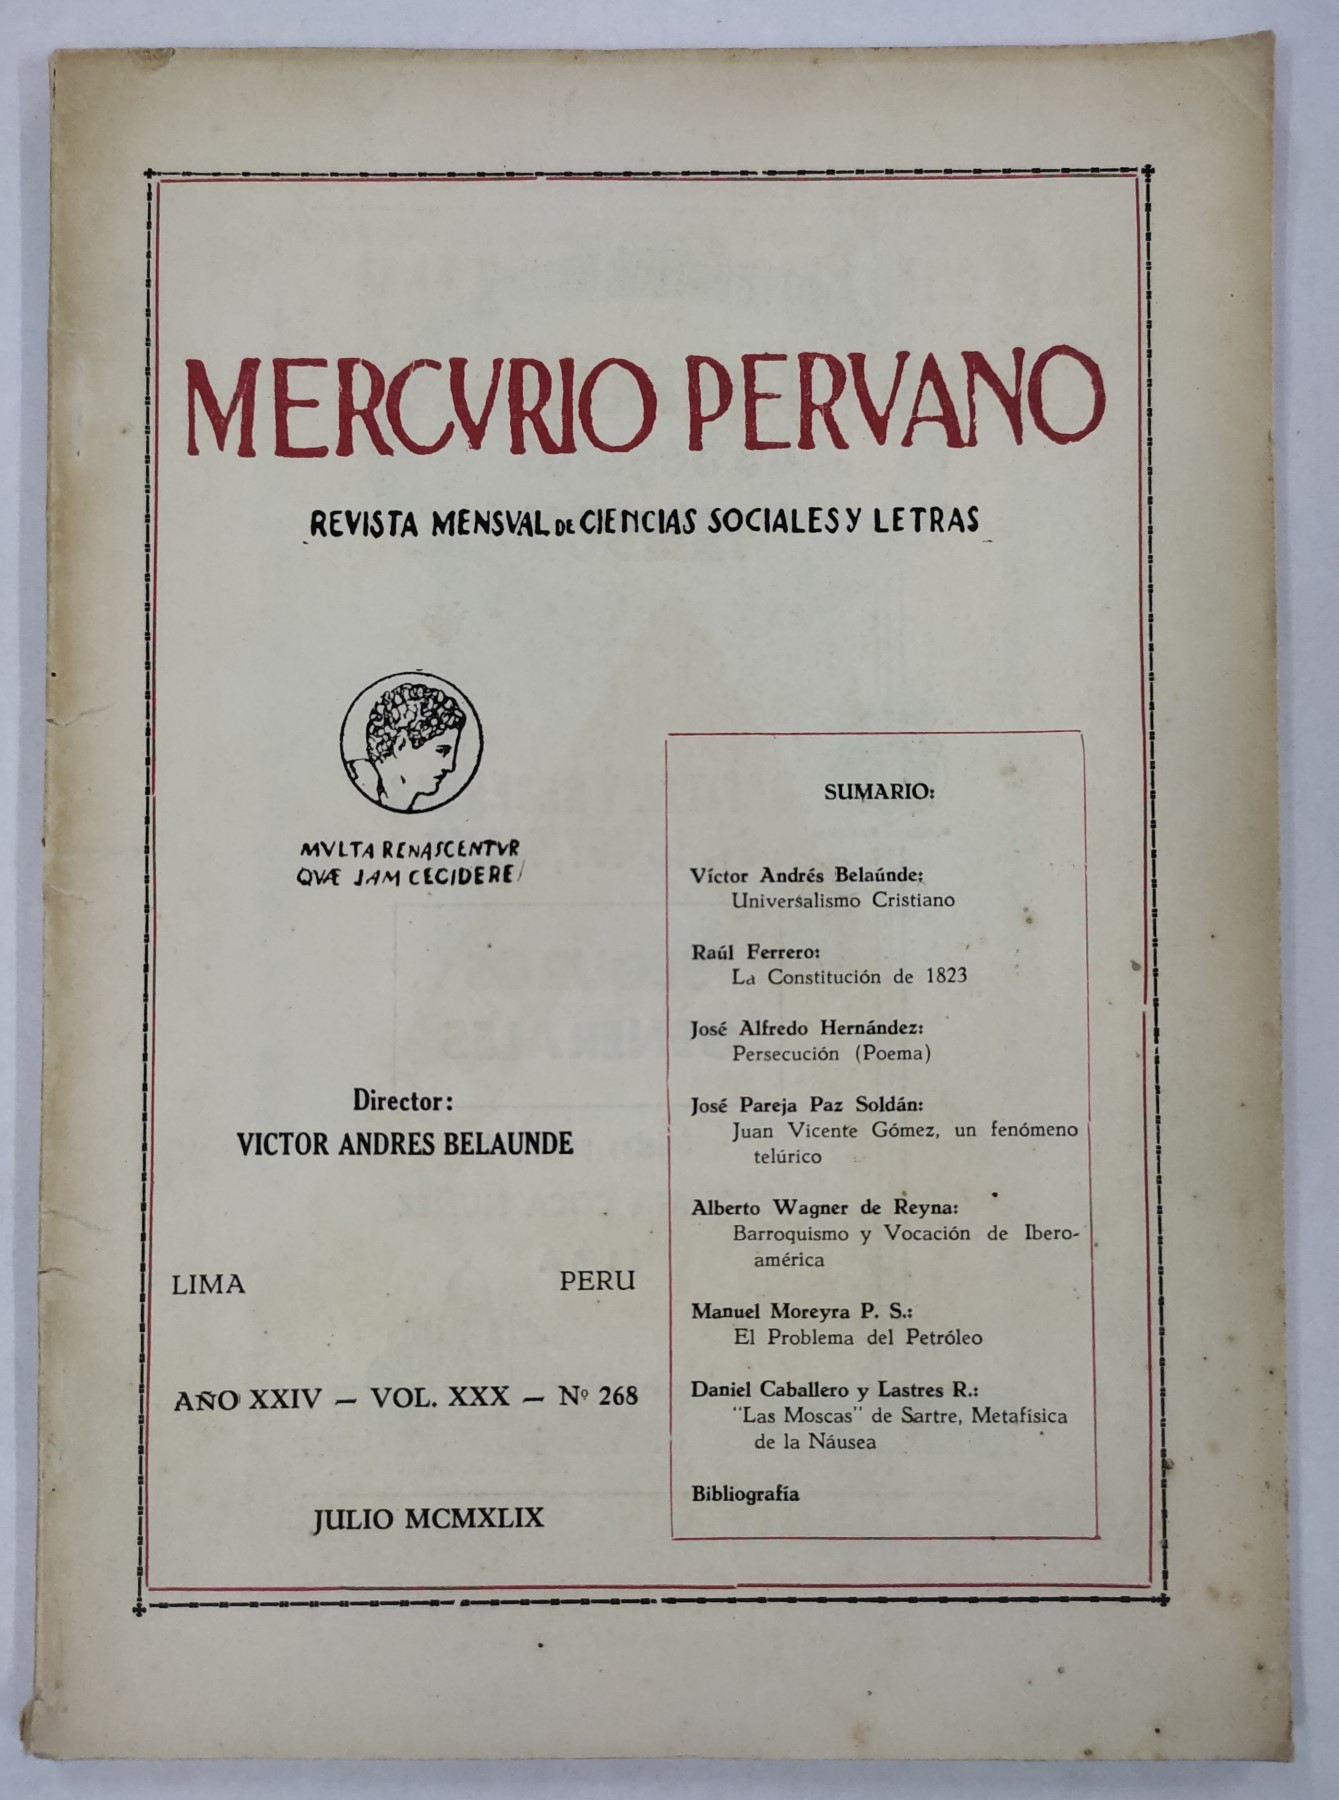 MERCVRIO PERVANO
REVISTA MENSVAL DE CIENCIAS SOCIALES Y LETRAS
MVLTA RENASCENTVR
QVÆ JAM CECIDERE
Director:
VICTOR ANDRES BELAUNDE
LIMA PERU
AÑO XXIV — VOL. XXX — Nº 268
JULIO MCMXLIX
SUMARIO:
Víctor Andrés Belaúnde:
Universalismo Cristiano
Raúl Ferrero:
La Constitución de 1823
José Alfredo Hernández:
Persecución (Poema)
José Pareja Paz Soldán:
Juan Vicente Gómez, un fenómeno
telúrico
Alberto Wagner de Reyna:
Barroquismo y Vocación de Ibero-
américa
Manuel Moreyra P. S.:
El Problema del Petróleo
Daniel Caballero y Lastres R.:
"Las Moscas" de Sartre, Metafísica
de la Náusea
Bibliografía